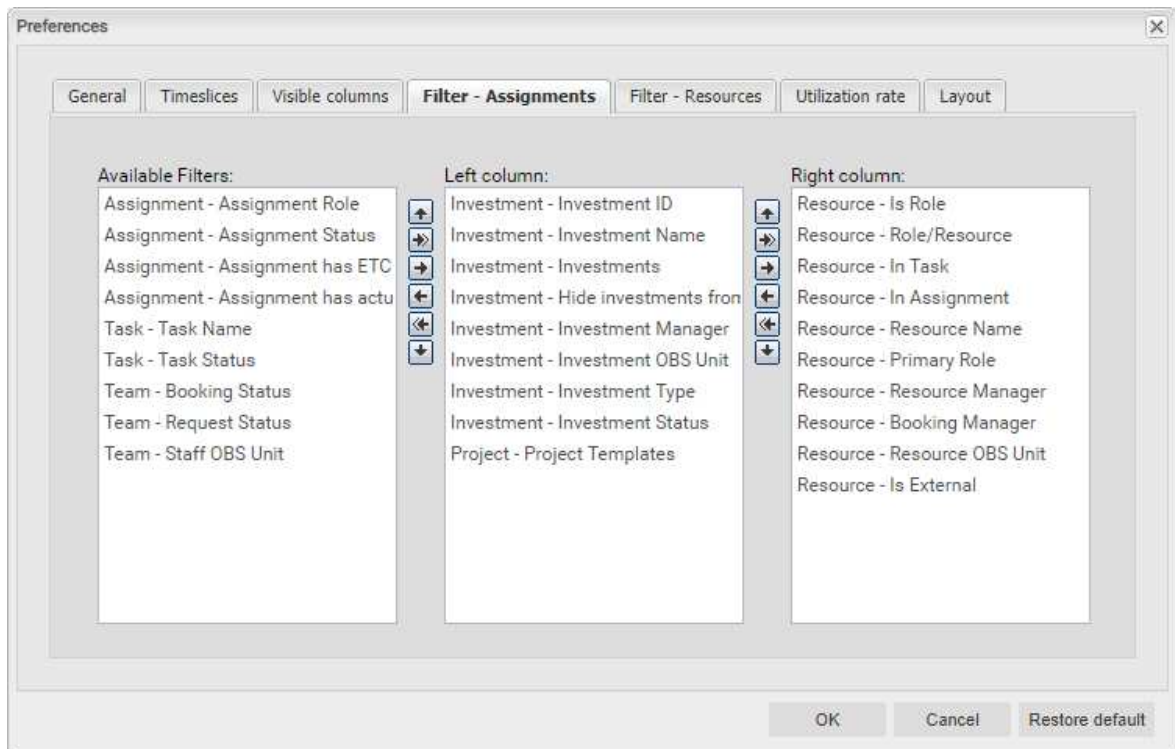 Preferences
General
Timeslices
Visible columns
Filter - Assignments
Filter - Resources
Utilization rate
Layout
Available Filters:
Assignment - Assignment Role
Assignment - Assignment Status
Assignment - Assignment has ETC
Assignment - Assignment has actu
Task - Task Name
Task - Task Status
Team - Booking Status
Team - Request Status
Team - Staff OBS Unit
Left column:
Investment - Investment ID
Investment - Investment Name
Investment - Investments
Investment - Hide investments fron
Investment - Investment Manager
Investment - Investment OBS Unit
Investment - Investment Type
Investment - Investment Status
Project - Project Templates
Right column:
Resource - Is Role
Resource - Role/Resource
Resource - In Task
Resource - In Assignment
Resource - Resource Name
Resource - Primary Role
Resource - Resource Manager
Resource - Booking Manager
Resource - Resource OBS Unit
Resource - Is External
OK
Cancel
Restore default